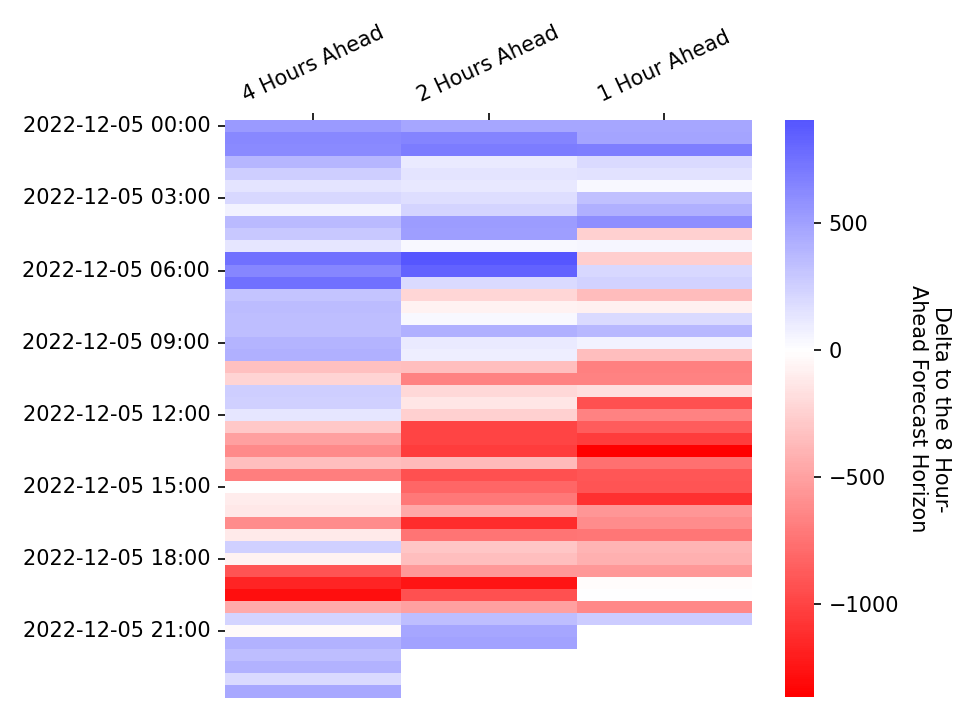 4 Hours Ahead
2 Hours Ahead
1 Hour Ahead
2022-12-05 00:00
2022-12-05 03:00
2022-12-05 06:00
2022-12-05 09:00
2022-12-05 12:00
2022-12-05 15:00
2022-12-05 18:00
2022-12-05 21:00
500
0
−500
−1000
Delta to the 8 Hour-
Ahead Forecast Horizon